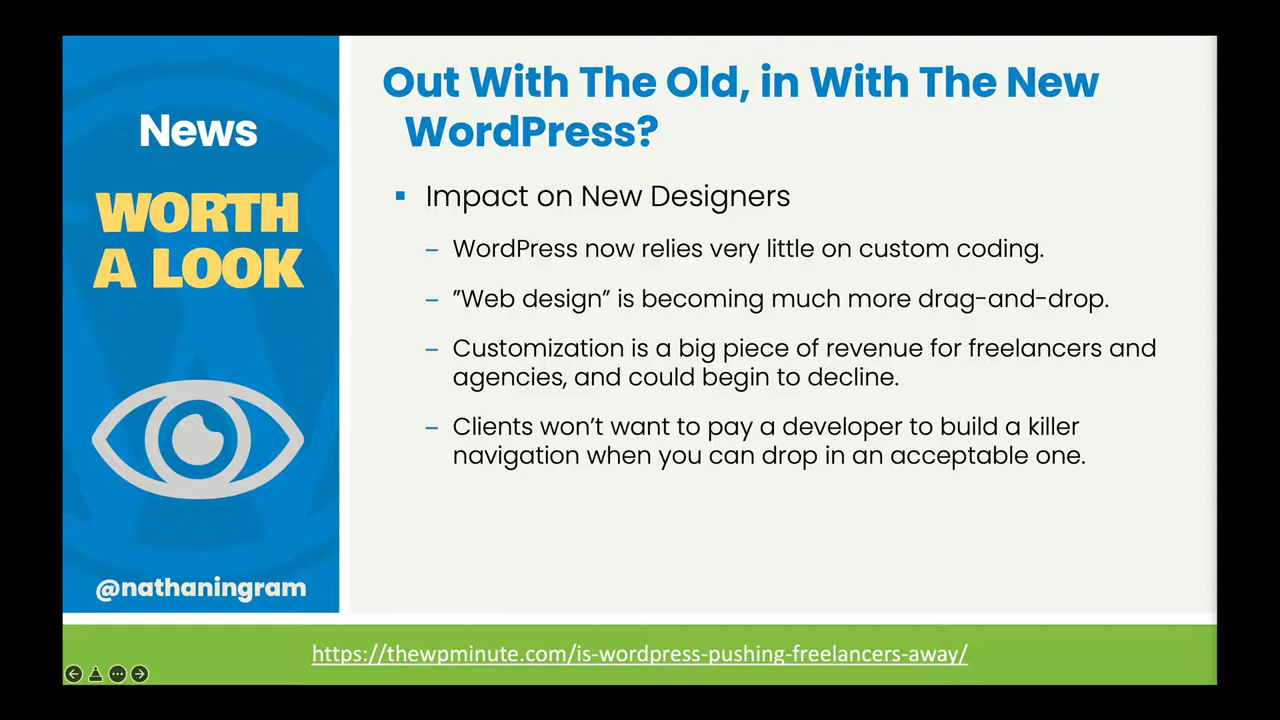 News
WORTH
A LOOK
@nathaningram
Out With The Old, in With The New
WordPress?
▪ Impact on New Designers
– WordPress now relies very little on custom coding.
– ”Web design” is becoming much more drag-and-drop.
– Customization is a big piece of revenue for freelancers and
agencies, and could begin to decline.
– Clients won’t want to pay a developer to build a killer
navigation when you can drop in an acceptable one.
https://thewpminute.com/is-wordpress-pushing-freelancers-away/